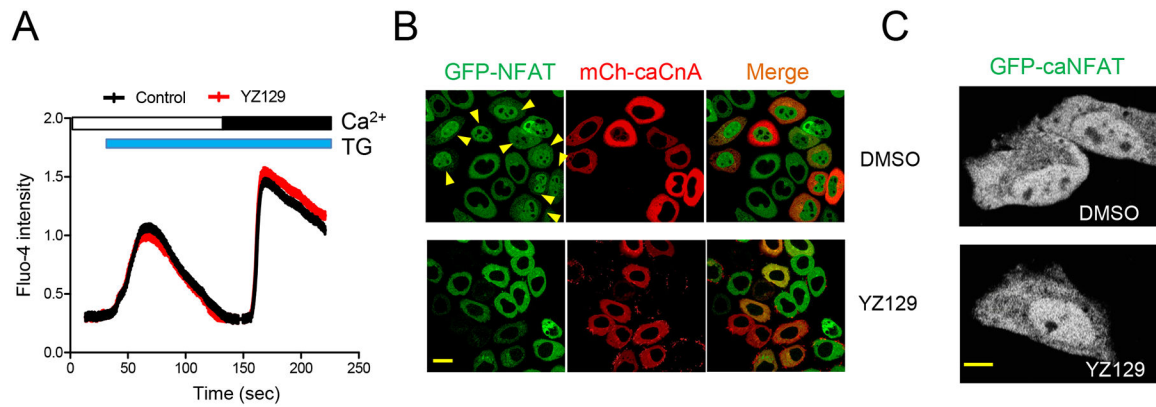 A
Control YZ129
Ca2+
TG
2.0
1.5
1.0
0.5
0.0
Fluo-4 intensity
0 50 100 150 200 250
Time (sec)
B
GFP-NFAT mCh-caCnA Merge
DMSO
YZ129
C
GFP-caNFAT
DMSO
YZ129